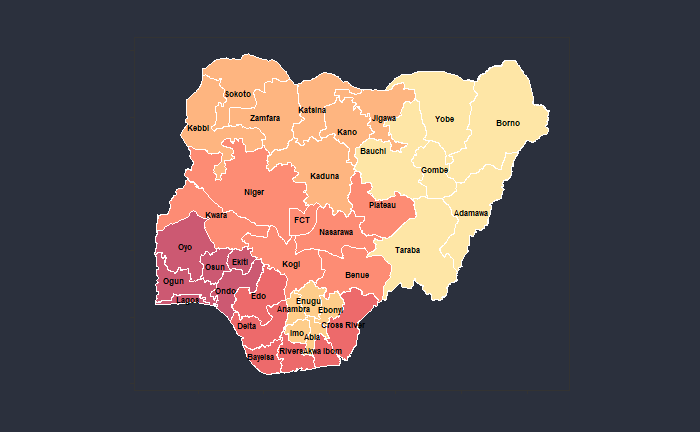 Sokoto
Katsina
Zamfara
Jigawa
Yobe
Borno
Kebbi
Kano
Bauchi
Gombe
Kaduna
Niger
Plateau
Kwara
FCT
Adamawa
Nasarawa
Oyo
Taraba
Ekiti
Osun
Kogi
Benue
Ogun
Ondo
Edo
Lagos
Enugu
Anambra
Ebonyi
Delta
Cross River
Imo
Abia
Rivers
Akwa Ibom
Bayelsa